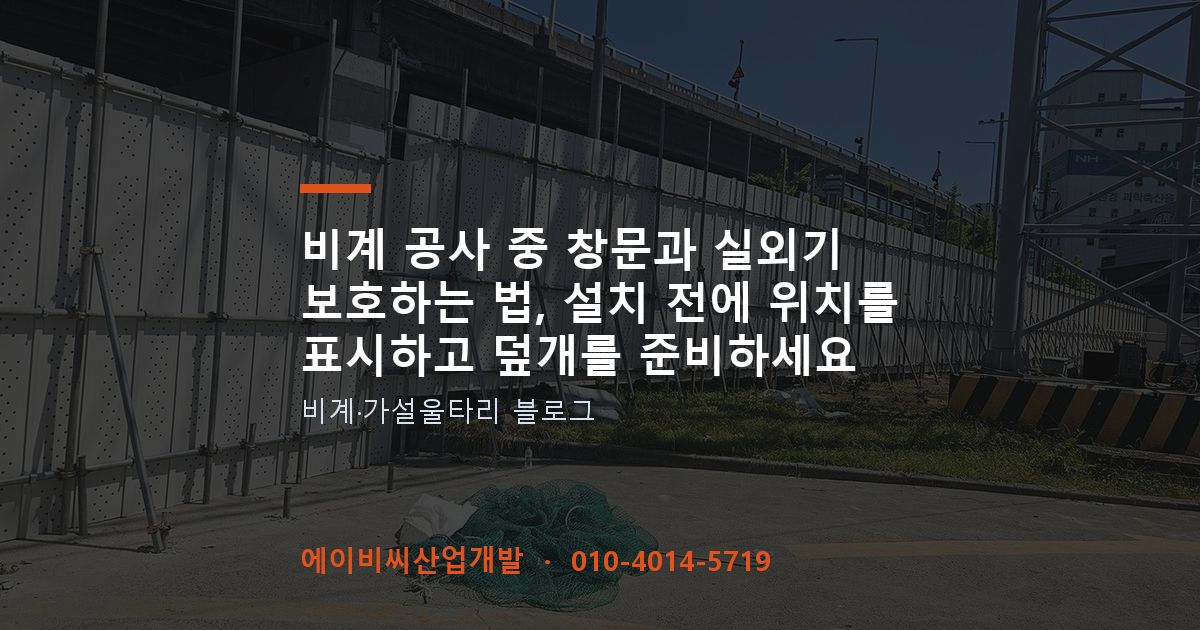 비계 공사 중 창문과 실외기
보호하는 법, 설치 전에 위치를
표시하고 덮개를 준비하세요
비계·가설울타리 블로그
에이비씨산업개발 · 010-4014-5719
NH